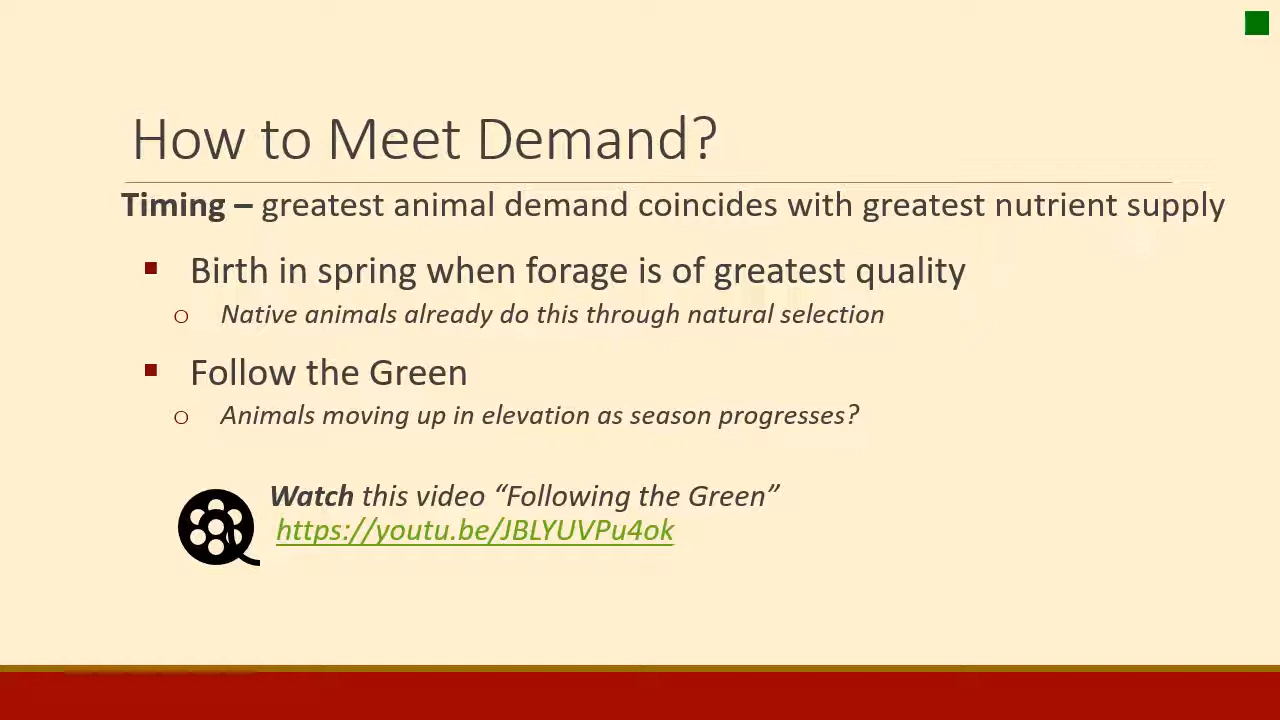 How to Meet Demand?
Timing – greatest animal demand coincides with greatest nutrient supply
▪ Birth in spring when forage is of greatest quality
o Native animals already do this through natural selection
▪ Follow the Green
o Animals moving up in elevation as season progresses?
Watch this video “Following the Green”
https://youtu.be/JBLYUVPu4ok